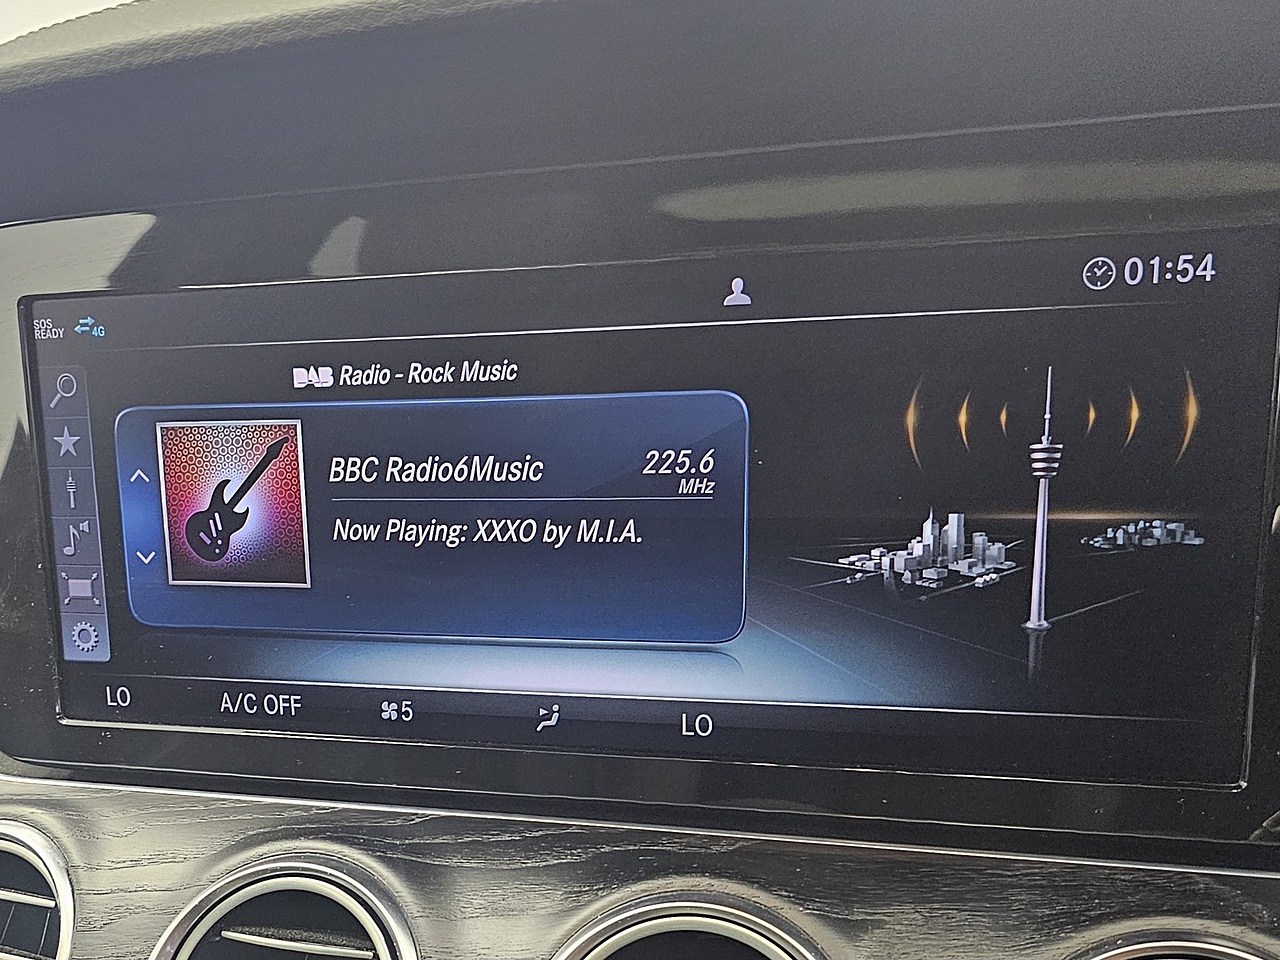 01:54
SOS
READY
4G
DAB Radio - Rock Music
BBC Radio6Music
225.6
MHz
Now Playing: XXXO by M.I.A.
LO
A/C OFF
5
LO